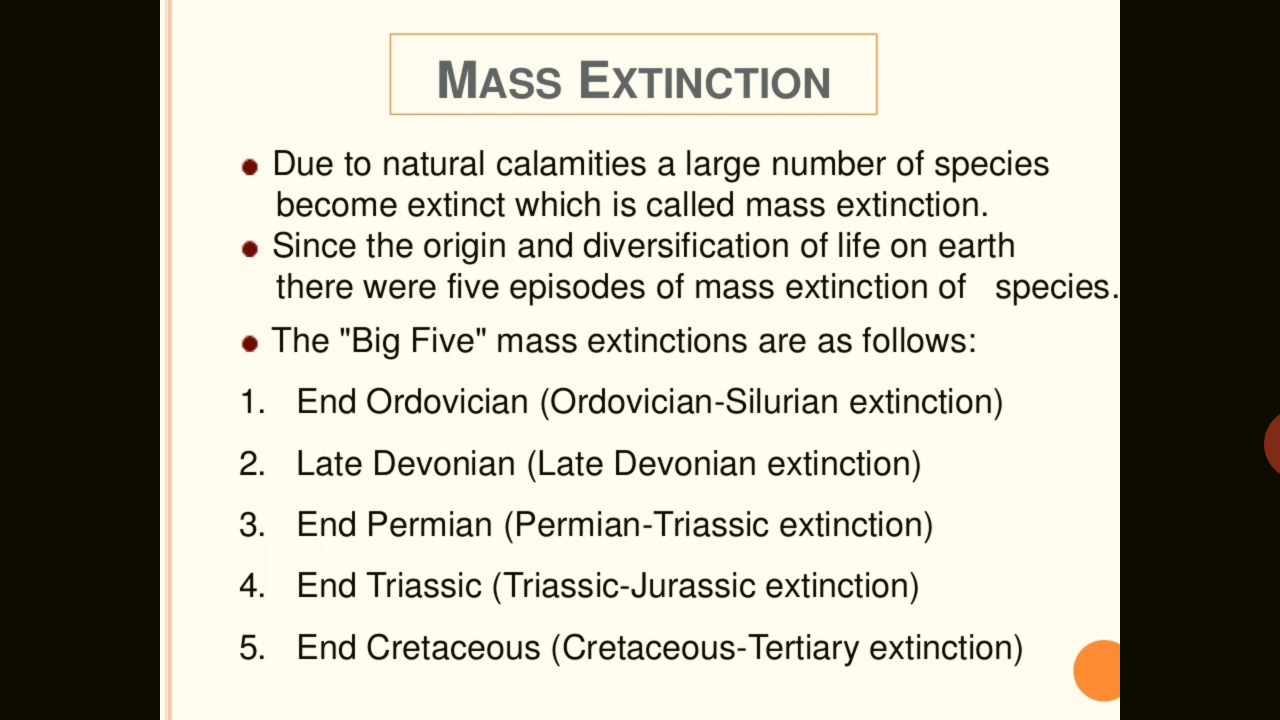 MASS EXTINCTION
Due to natural calamities a large number of species
become extinct which is called mass extinction.
Since the origin and diversification of life on earth
there were five episodes of mass extinction of species.
The "Big Five" mass extinctions are as follows:
1. End Ordovician (Ordovician-Silurian extinction)
2. Late Devonian (Late Devonian extinction)
3. End Permian (Permian-Triassic extinction)
4. End Triassic (Triassic-Jurassic extinction)
5. End Cretaceous (Cretaceous-Tertiary extinction)